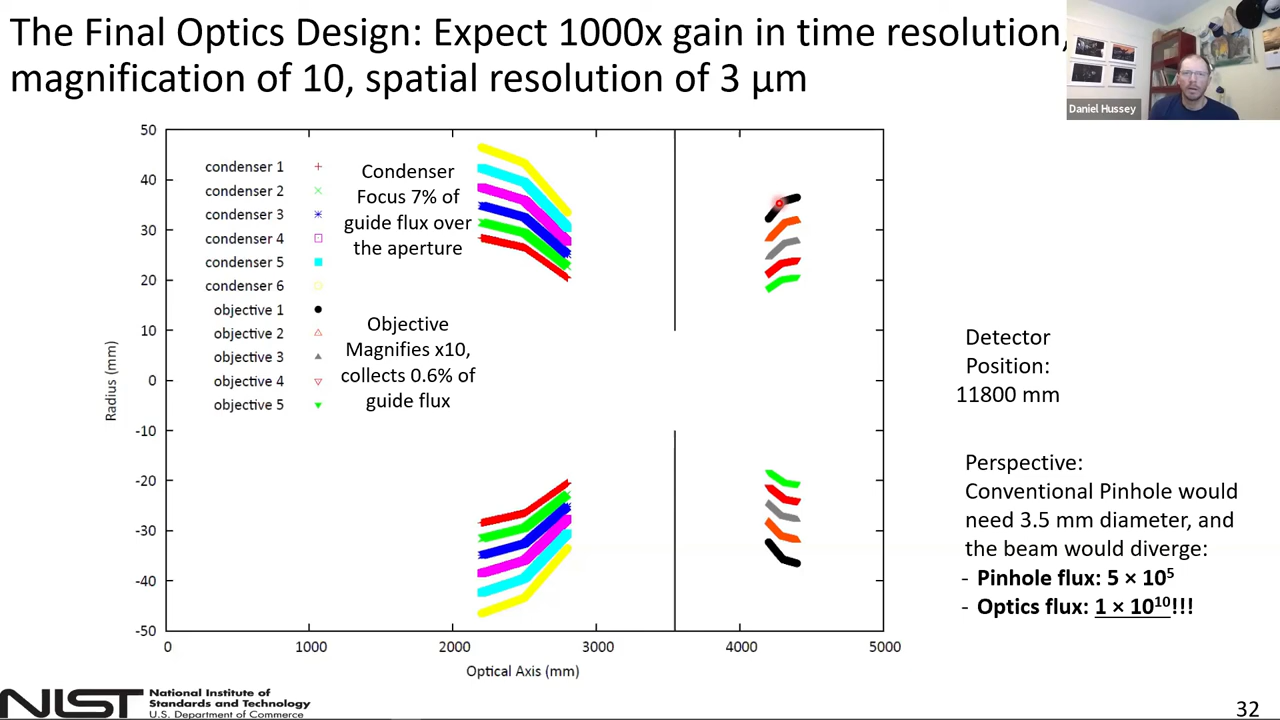 The Final Optics Design: Expect 1000x gain in time resolution,
magnification of 10, spatial resolution of 3 μm
Daniel Hussey
50
40
30
20
10
0
-10
-20
-30
-40
-50
Radius (mm)
condenser 1
condenser 2
condenser 3
condenser 4
condenser 5
condenser 6
objective 1
objective 2
objective 3
objective 4
objective 5
Condenser
Focus 7% of
guide flux over
the aperture
Objective
Magnifies x10,
collects 0.6% of
guide flux
0
1000
2000
3000
4000
5000
Optical Axis (mm)
Detector
Position:
11800 mm
Perspective:
Conventional Pinhole would
need 3.5 mm diameter, and
the beam would diverge:
- Pinhole flux: 5 × 10⁵
- Optics flux: 1 × 10¹⁰!!!
NIST
National Institute of
Standards and Technology
U.S. Department of Commerce
32